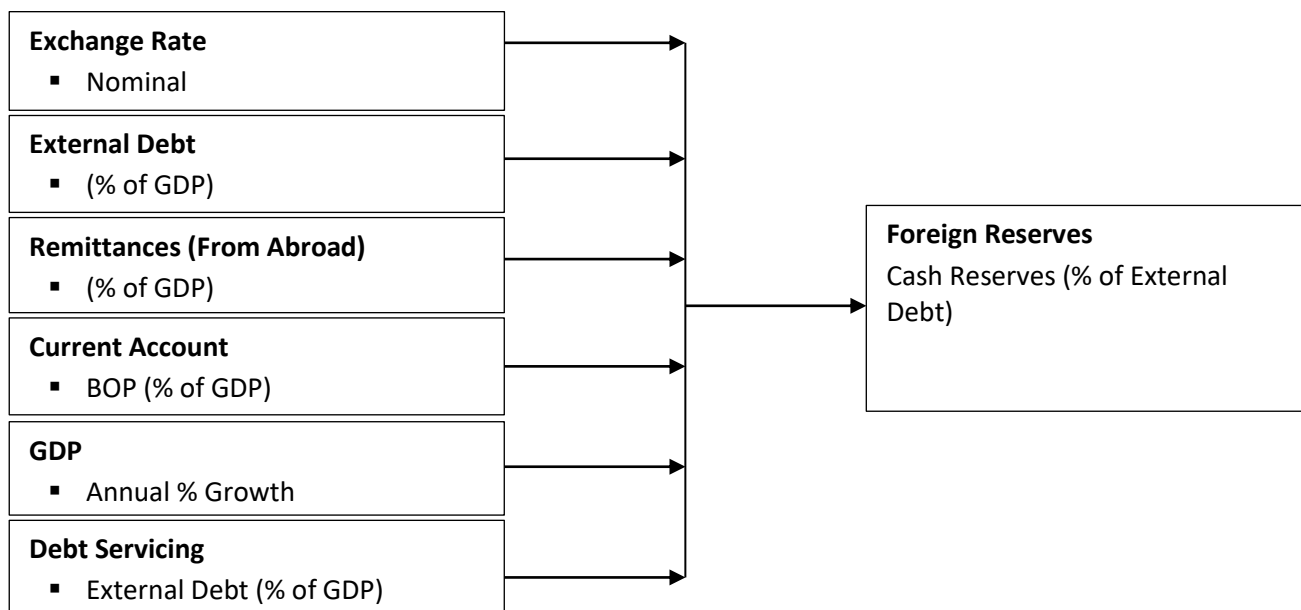 Exchange Rate
▪ Nominal
External Debt
▪ (% of GDP)
Remittances (From Abroad)
▪ (% of GDP)
Current Account
▪ BOP (% of GDP)
GDP
▪ Annual % Growth
Debt Servicing
▪ External Debt (% of GDP)
Foreign Reserves
Cash Reserves (% of External
Debt)